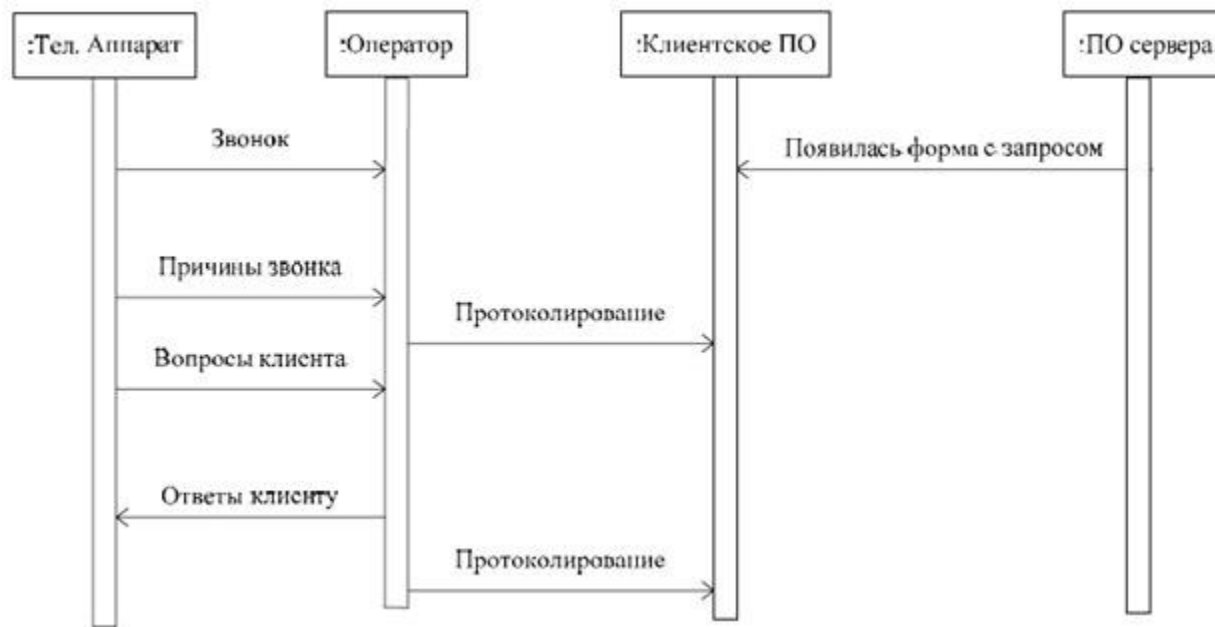 :Тел. Аппарат
:Оператор
:Клиентское ПО
:ПО сервера
Звонок
Появилась форма с запросом
Причины звонка
Протоколирование
Вопросы клиента
Ответы клиенту
Протоколирование